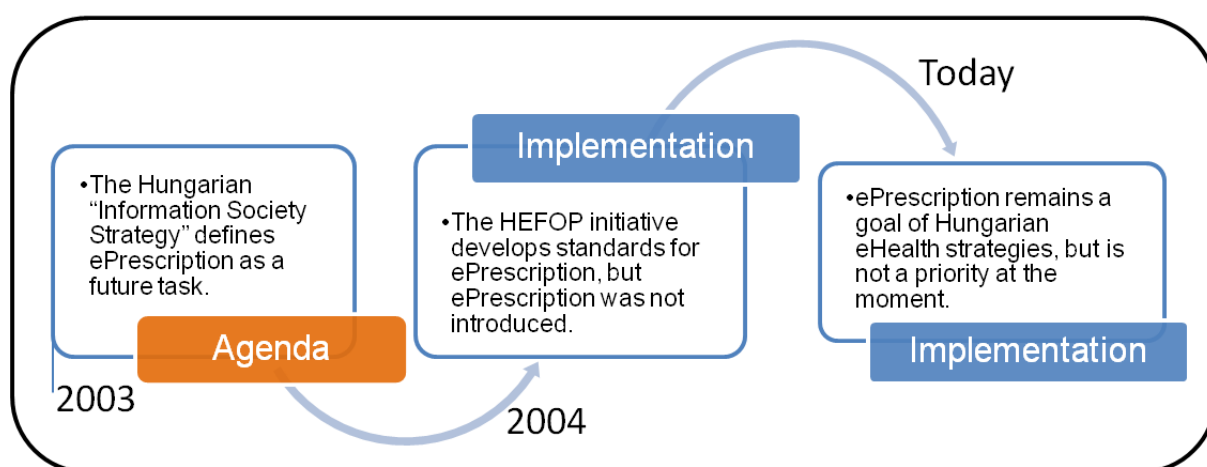 •The Hungarian
“Information Society
Strategy” defines
ePrescription as a
future task.
Agenda
2003
Implementation
•The HEFOP initiative
develops standards for
ePrescription, but
ePrescription was not
introduced.
2004
Today
•ePrescription remains a
goal of Hungarian
eHealth strategies, but is
not a priority at the
moment.
Implementation